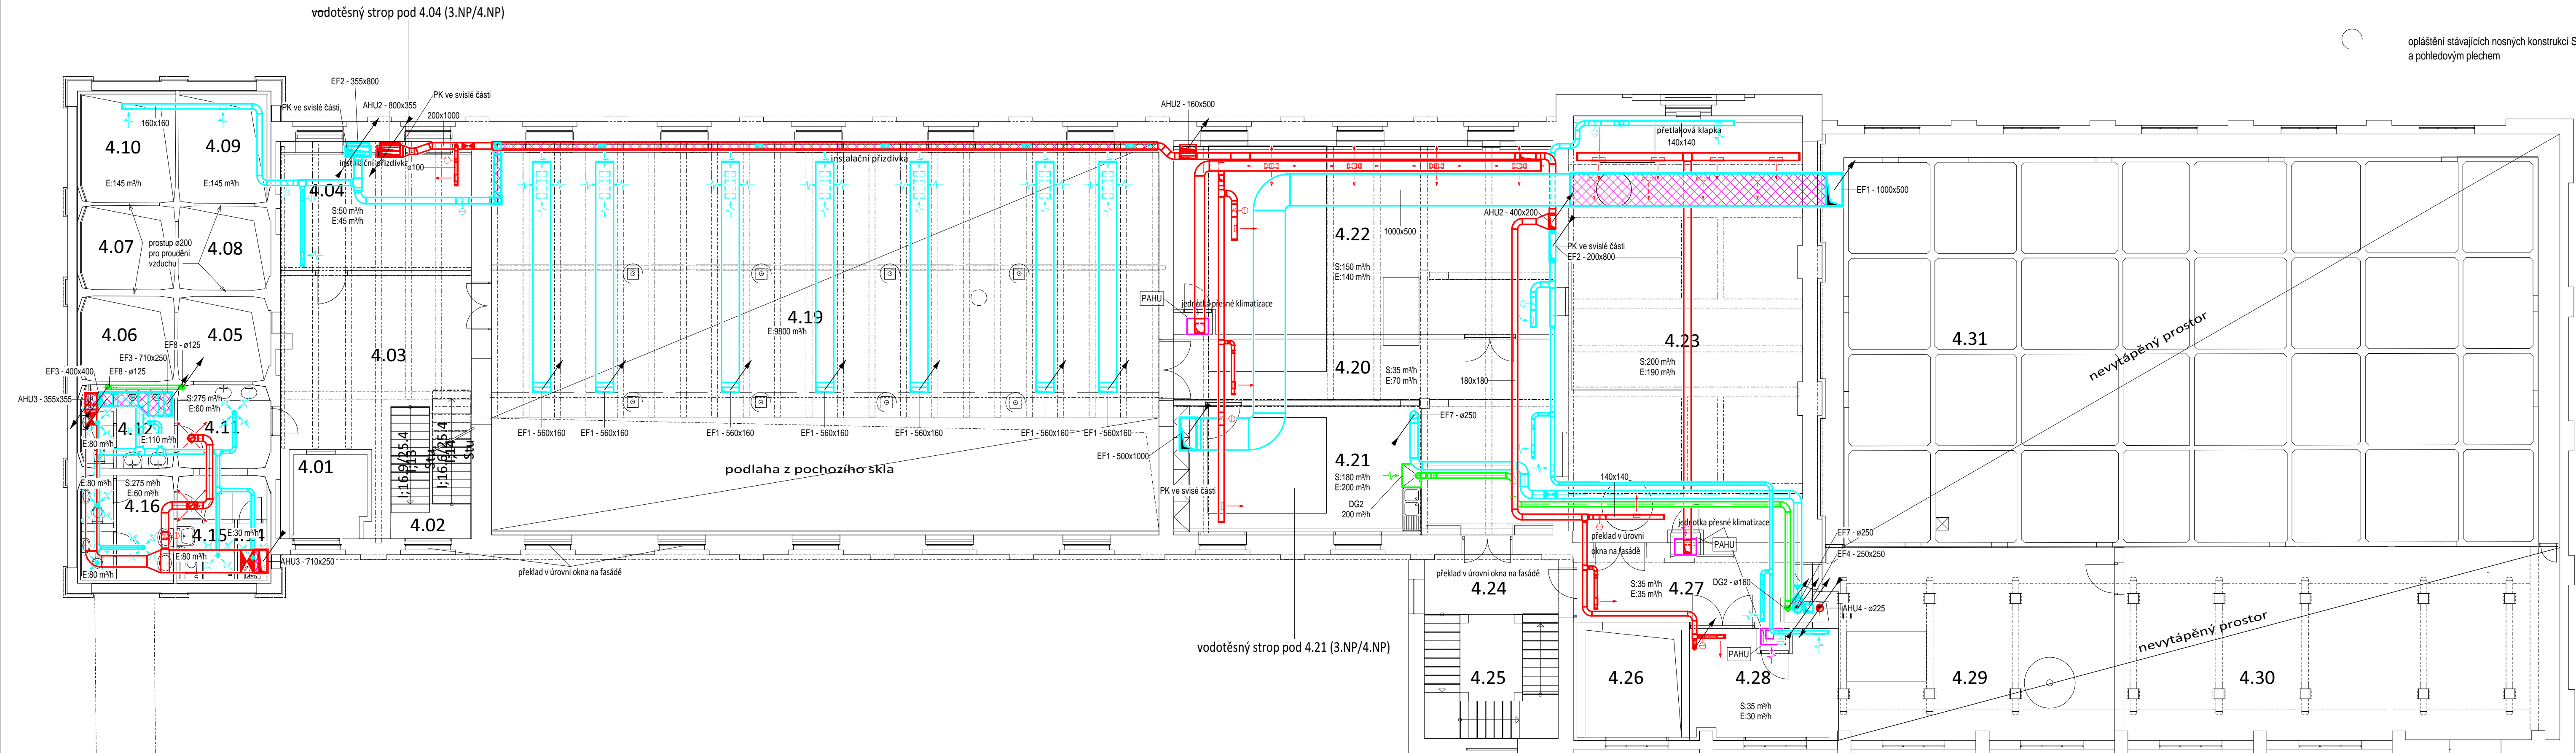 vodotěsný strop pod 4.04 (3.NP/4.NP)
opláštění stávajících nosných konstrukcí S
a pohledovým plechem
EF2 - 355x800
PK ve svislé části
AHU2 - 800x355
PK ve svislé části
200x1000
AHU2 - 160x500
160x160
instalační přizdívka
ø100
instalační přizdívka
přetlaková klapka
140x140
4.10
E:145 m³/h
4.09
E:145 m³/h
4.04
S:50 m³/h
E:45 m³/h
EF1 - 1000x500
AHU2 - 400x200
1000x500
4.22
S:150 m³/h
E:140 m³/h
PK ve svislé části
EF2 - 200x800
4.07
4.08
prostup ø200
pro proudění
vzduchu
PAHU
jednotka přesné klimatizace
4.19
E:9800 m³/h
4.06
4.05
4.03
4.20
S:35 m³/h
E:70 m³/h
180x180
4.23
S:200 m³/h
E:190 m³/h
4.31
nevytápěný prostor
EF8 - ø125
EF3 - 710x250
EF3 - 400x400
EF8 - ø125
AHU3 - 355x355
S:275 m³/h
E:60 m³/h
4.12
4.11
E:110 m³/h
E:80 m³/h
EF1 - 560x160
EF1 - 560x160
EF1 - 560x160
EF1 - 560x160
EF1 - 560x160
EF1 - 560x160
EF1 - 560x160
EF7 - ø250
EF1 - 500x1000
4.01
I;16.9/25.4
Stu
I;16.6/25.4
Stu
podlaha z pochozího skla
4.21
S:180 m³/h
E:200 m³/h
DG2
200 m³/h
PK ve svisé části
140x140
E:80 m³/h
S:275 m³/h
E:60 m³/h
4.16
4.02
4.15
E:30 m³/h
E:80 m³/h
E:80 m³/h
AHU3 - 710x250
překlad v úrovni okna na fasádě
překlad v úrovni okna na fasádě
jednotka přesné klimatizace
překlad v úrovni
okna na fasádě
PAHU
EF7 - ø250
EF4 - 250x250
DG2 - ø160
AHU4 - ø225
4.24
4.27
S:35 m³/h
E:35 m³/h
vodotěsný strop pod 4.21 (3.NP/4.NP)
PAHU
nevytápěný prostor
4.25
4.26
4.28
S:35 m³/h
E:30 m³/h
4.29
4.30